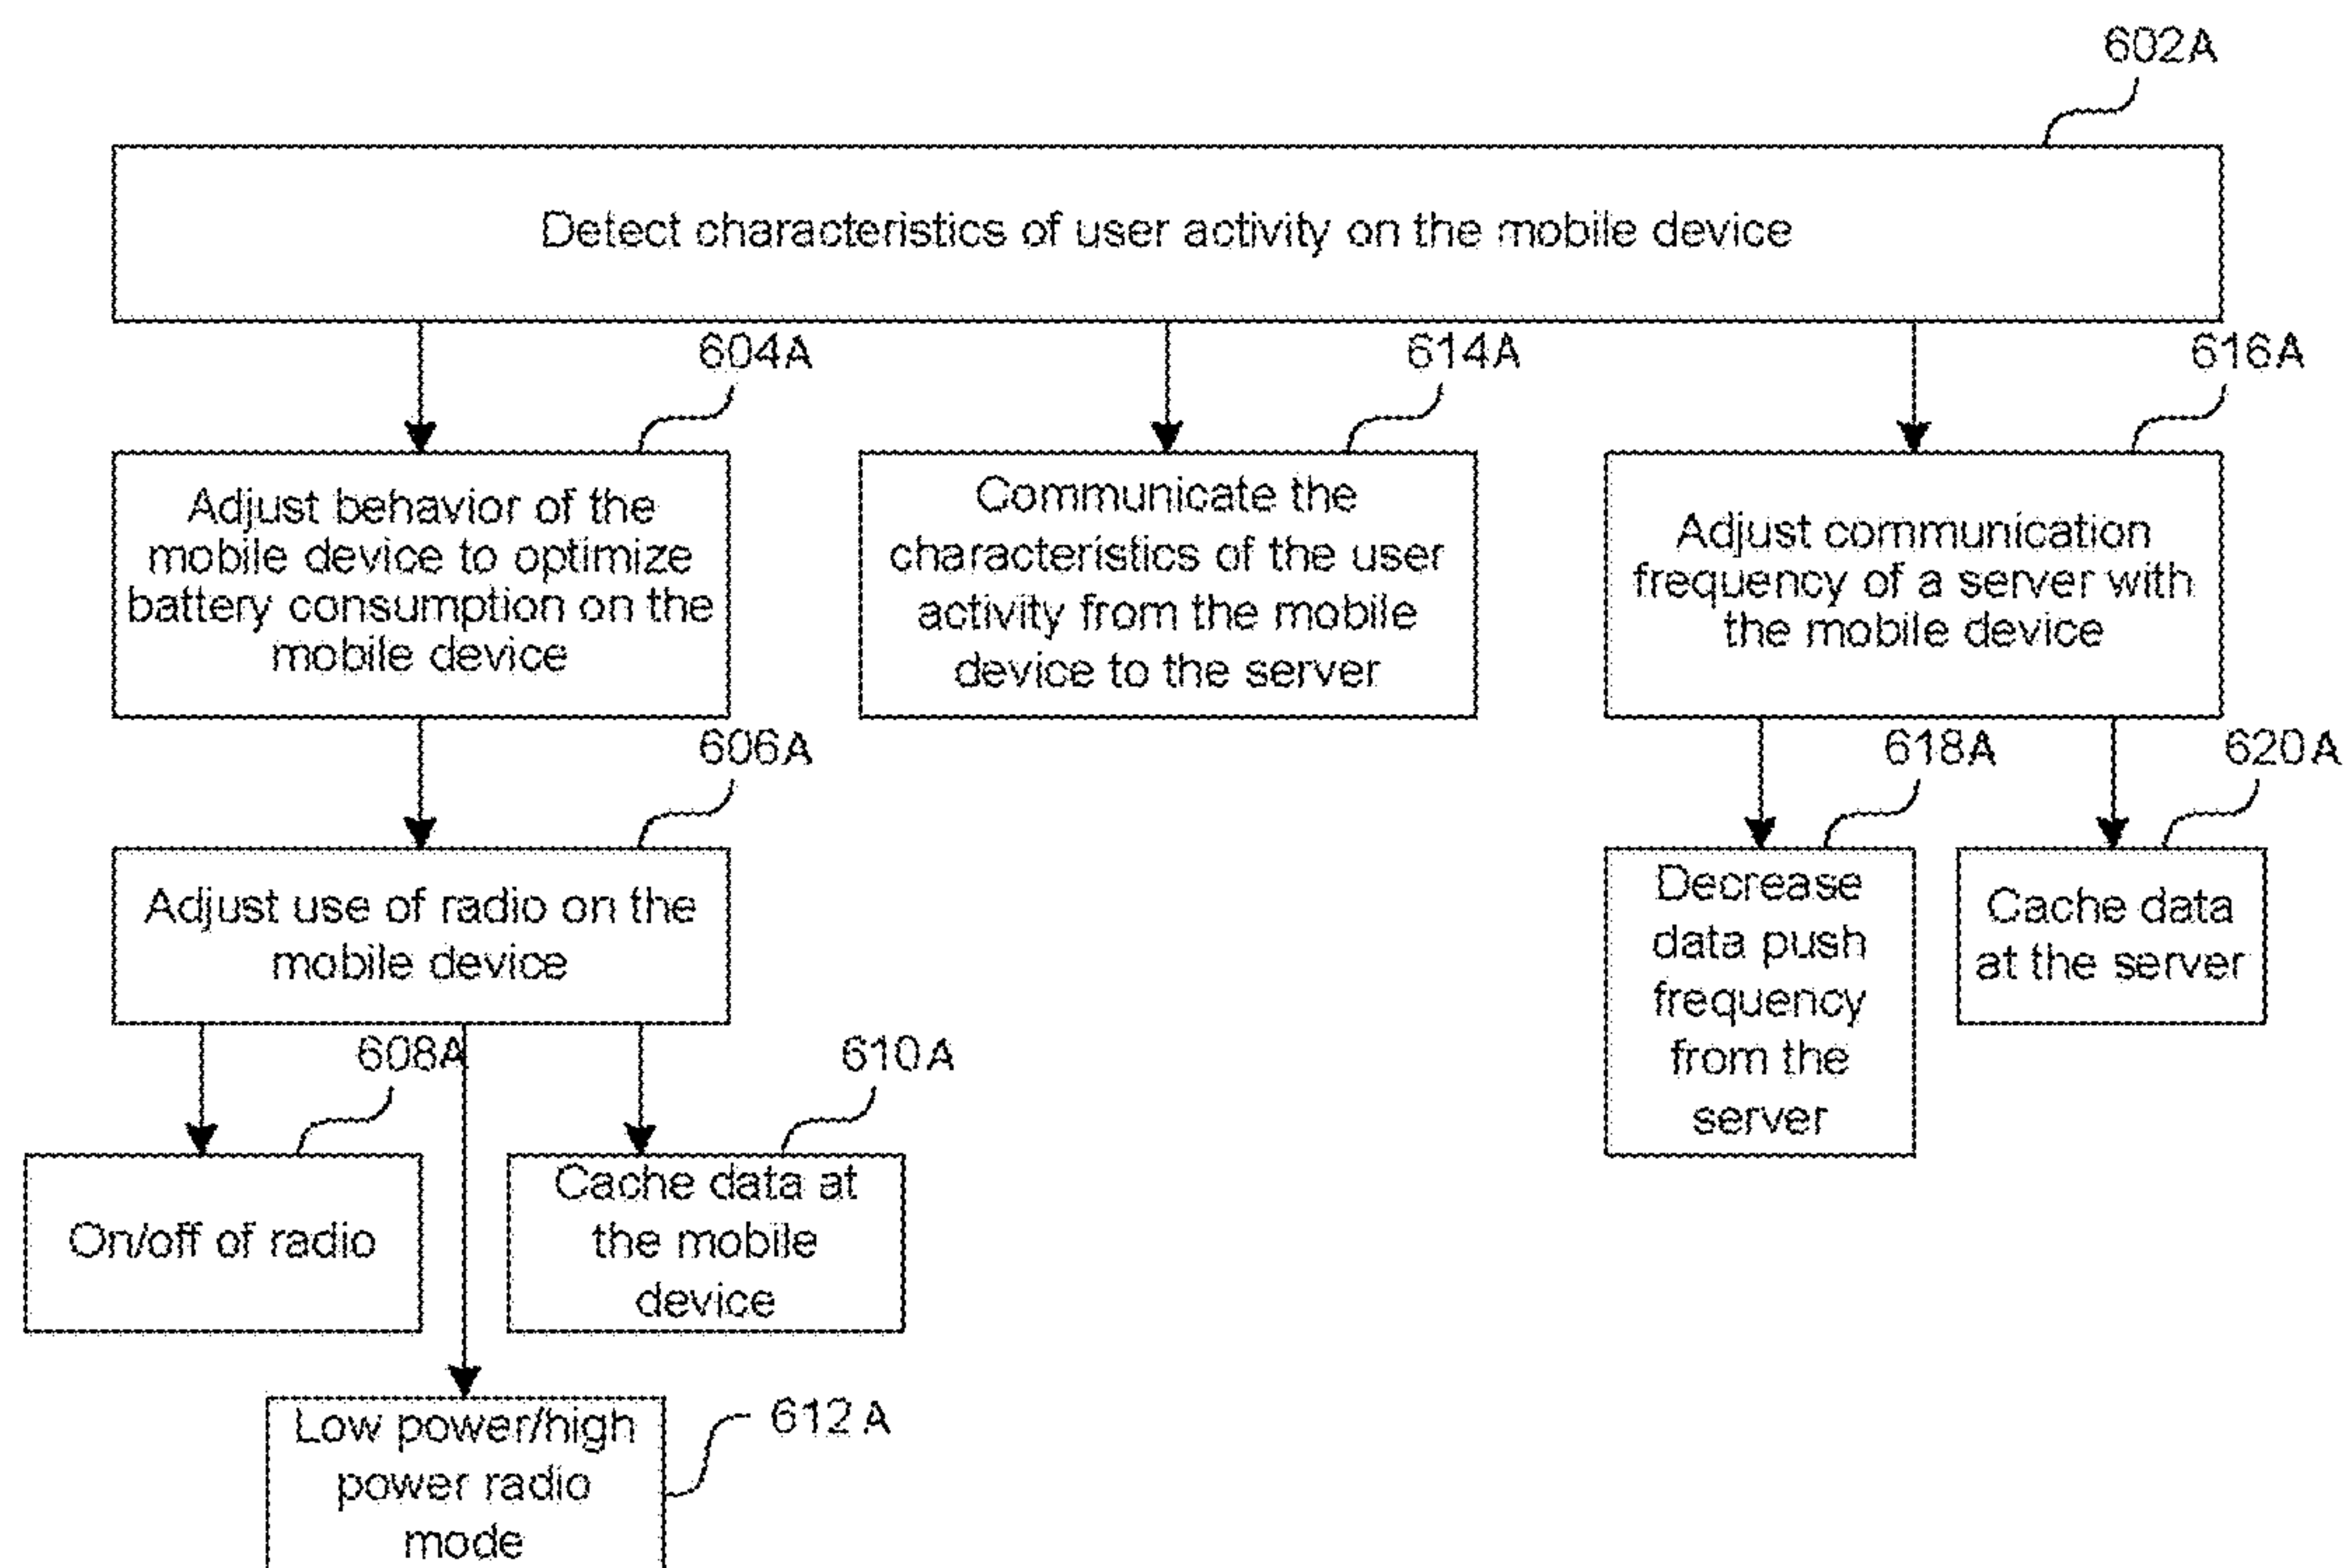 602A
Detect characteristics of user activity on the mobile device
604A
614A
616A
Adjust behavior of the
mobile device to optimize
battery consumption on the
mobile device
Communicate the
characteristics of the user
activity from the mobile
device to the server
Adjust communication
frequency of a server with
the mobile device
606A
618A
620A
Adjust use of radio on the
mobile device
Decrease
data push
frequency
from the
server
Cache data
at the server
608A
610A
On/off of radio
Cache data at
the mobile
device
612A
Low power/high
power radio
mode